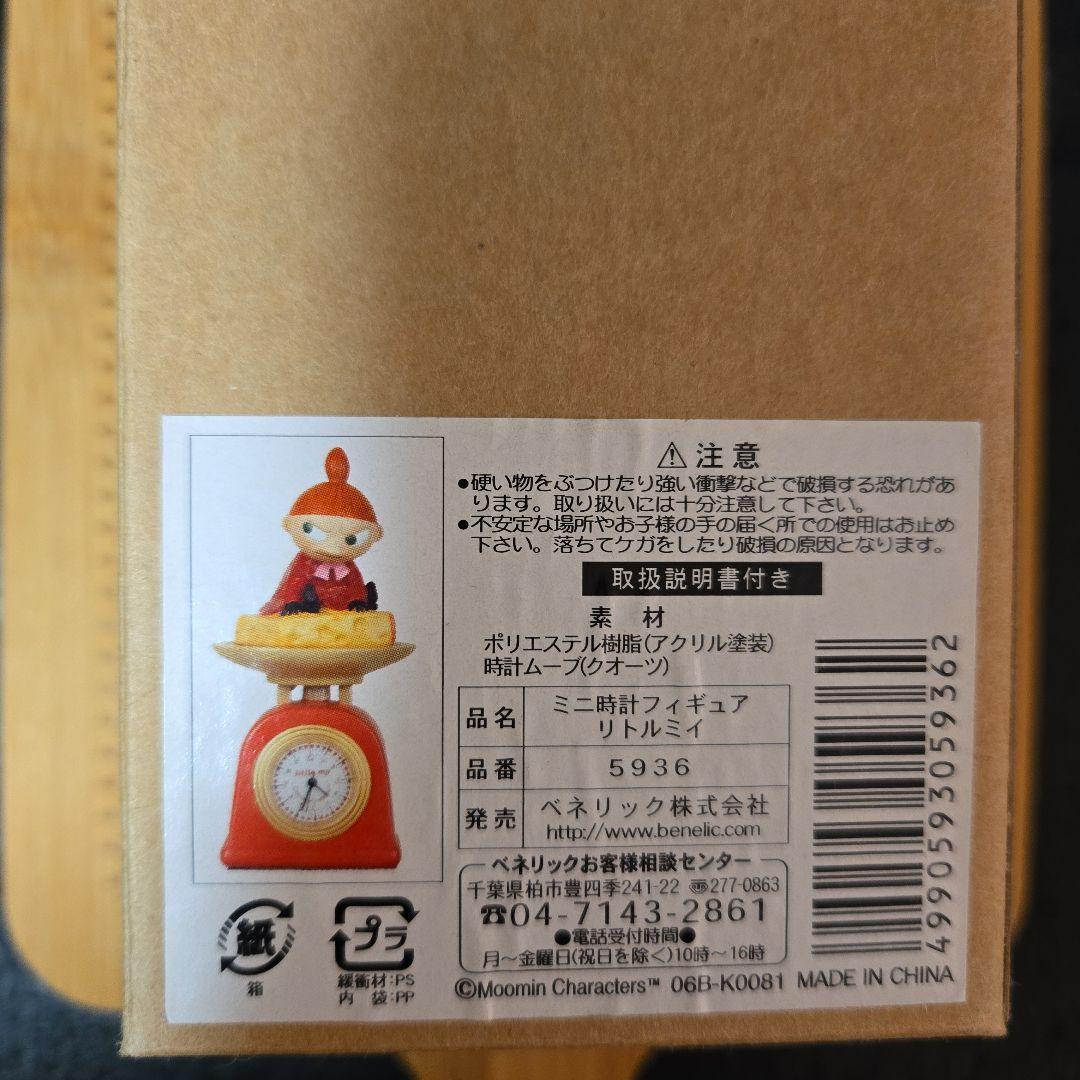 ⚠注意
●硬い物をぶつけたり強い衝撃などで破損する恐れがあ
ります。取り扱いには十分注意して下さい。
●不安定な場所やお子様の手の届く所での使用はお止め
下さい。落ちてケガをしたり破損の原因となります。
取扱説明書付き
素 材
ポリエステル樹脂(アクリル塗装)
時計ムーブ(クオーツ)
品名 ミニ時計フィギュア
リトルミイ
品番 5936
発売 ベネリック株式会社
http://www.benelic.com
ベネリックお客様相談センター
千葉県柏市豊四季241-22 〠277-0863
☎04-7143-2861
●電話受付時間●
月～金曜日(祝日を除く)10時～16時
©Moomin Characters™ 06B-K0081 MADE IN CHINA
4990593059362
little my
紙
箱
プラ
緩衝材:PS
内 袋:PP